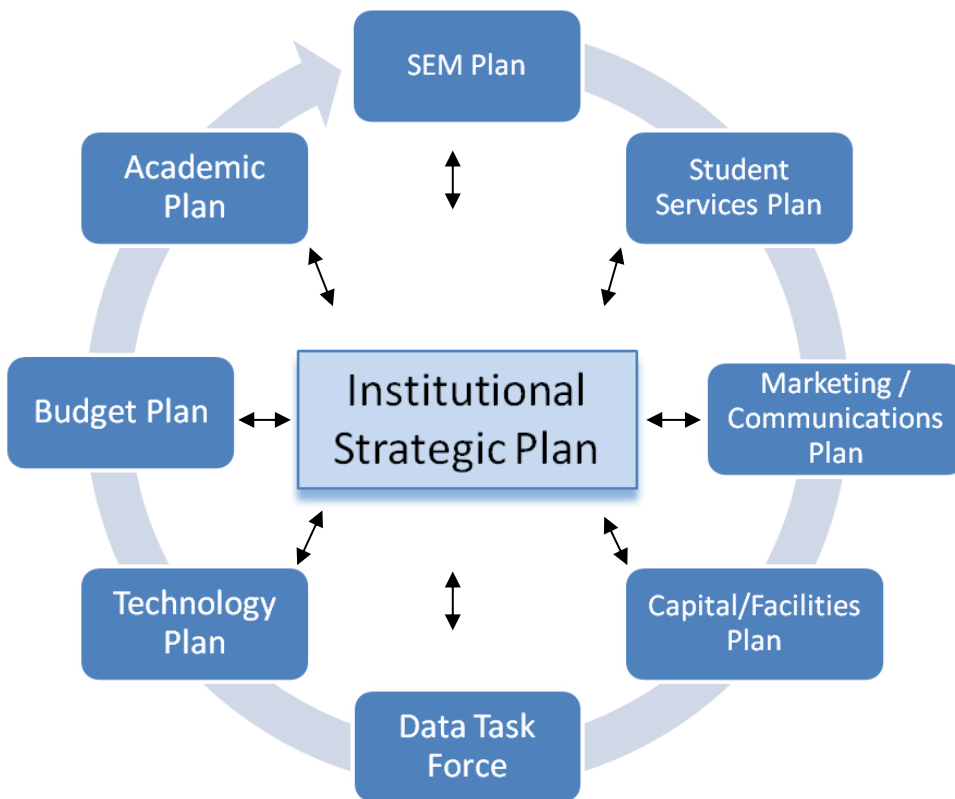 SEM Plan
Student
Services Plan
Marketing /
Communications
Plan
Capital/Facilities
Plan
Data Task
Force
Technology
Plan
Budget Plan
Academic
Plan
Institutional
Strategic Plan